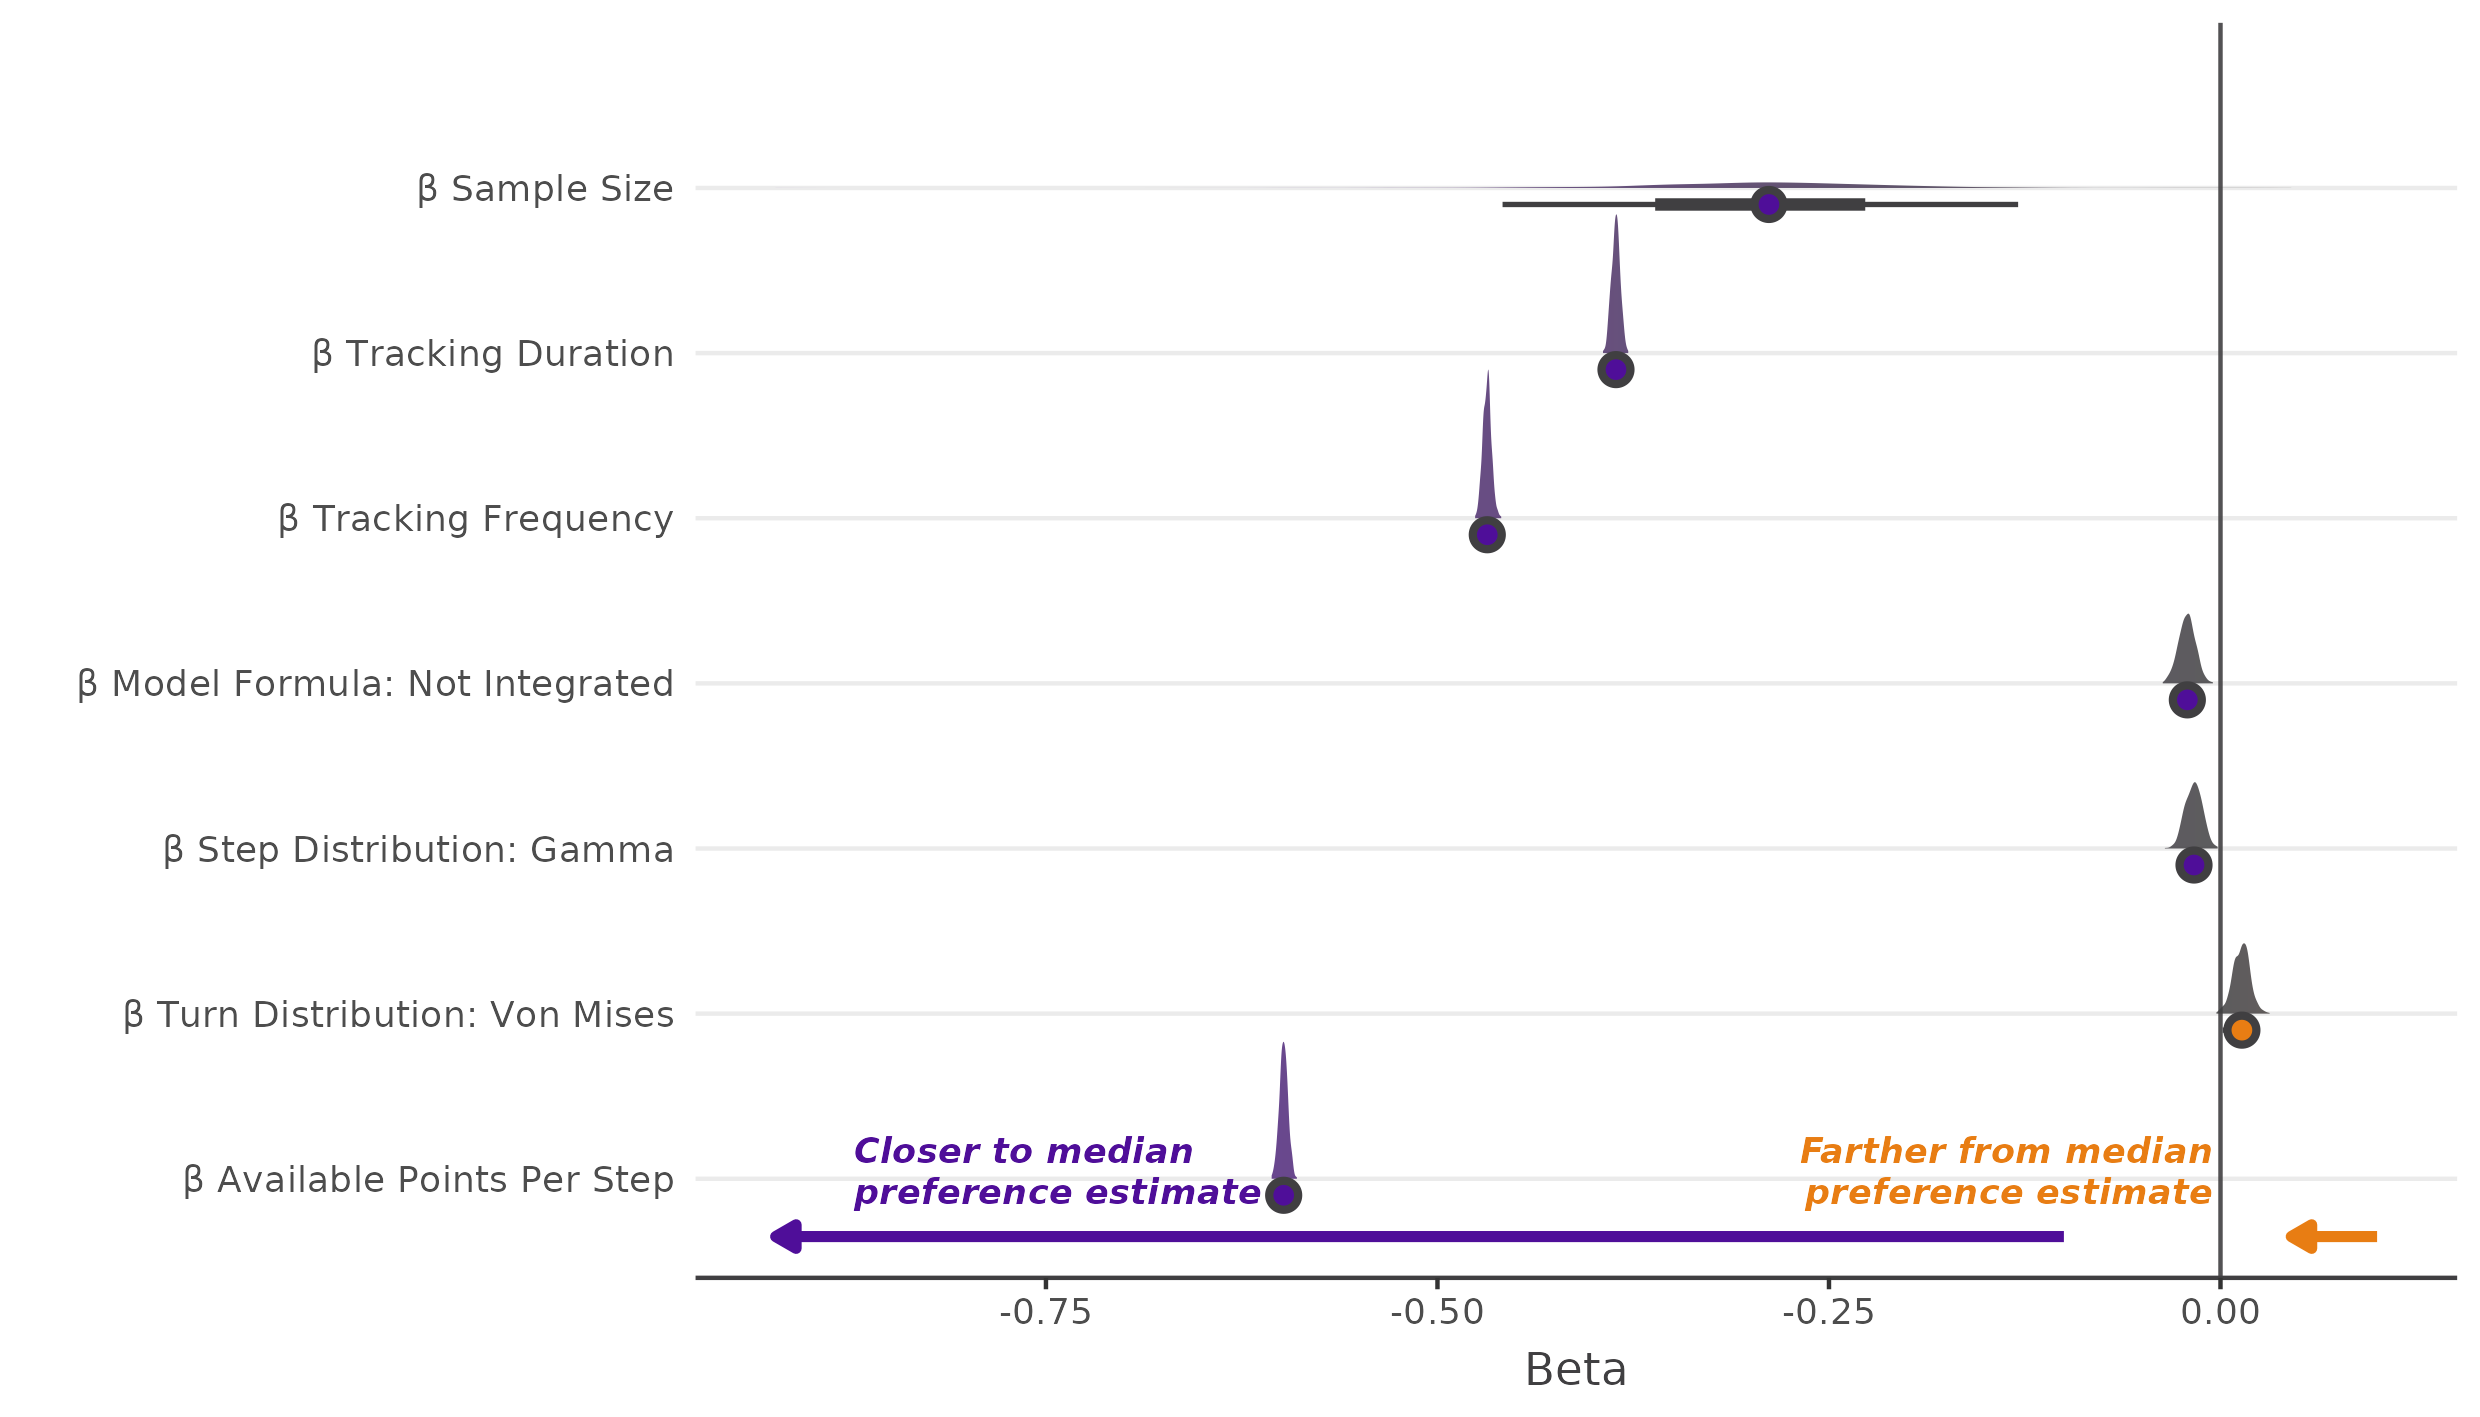 β Sample Size
β Tracking Duration
β Tracking Frequency
β Model Formula: Not Integrated
β Step Distribution: Gamma
β Turn Distribution: Von Mises
β Available Points Per Step
Closer to median
preference estimate
Farther from median
preference estimate
-0.75
-0.50
-0.25
0.00
Beta